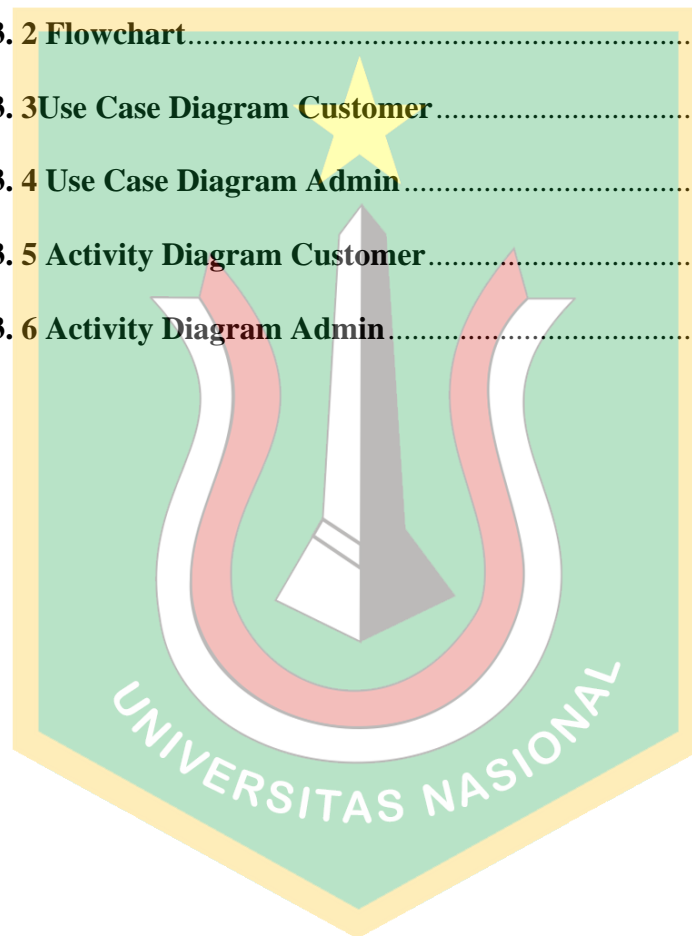 3. 2 Flowchart................................................................
3. 3Use Case Diagram Customer................................
3. 4 Use Case Diagram Admin....................................
3. 5 Activity Diagram Customer.................................
3. 6 Activity Diagram Admin......................................
UNIVERSITAS NASIONAL